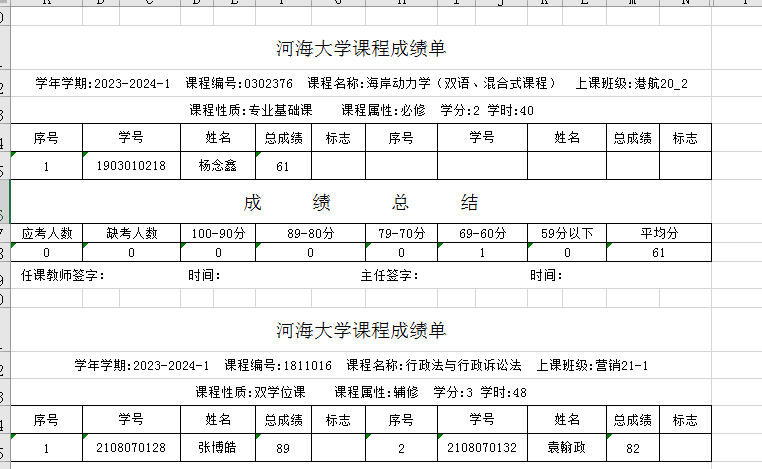 河海大学课程成绩单
学年学期:2023-2024-1 课程编号:0302376 课程名称:海岸动力学（双语、混合式课程） 上课班级:港航20_2
课程性质:专业基础课 课程属性:必修 学分:2 学时:40
序号 学号 姓名 总成绩 标志 序号 学号 姓名 总成绩 标志
1 1903010218 杨念鑫 61
成 绩 总 结
应考人数 缺考人数 100-90分 89-80分 79-70分 69-60分 59分以下 平均分
0 0 0 0 0 1 0 61
任课教师签字： 时间： 主任签字： 时间：
河海大学课程成绩单
学年学期:2023-2024-1 课程编号:1811016 课程名称:行政法与行政诉讼法 上课班级:营销21-1
课程性质:双学位课 课程属性:辅修 学分:3 学时:48
序号 学号 姓名 总成绩 标志 序号 学号 姓名 总成绩 标志
1 2108070128 张博皓 89 2 2108070132 袁翰政 82